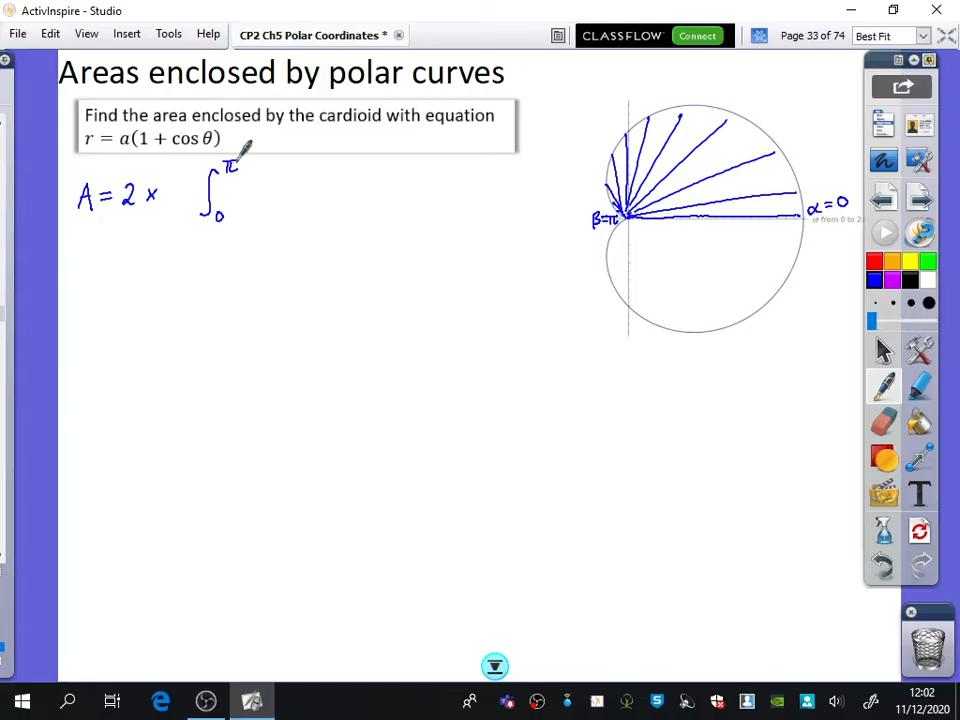 ActivInspire - Studio
File Edit View Insert Tools Help CP2 Ch5 Polar Coordinates * CLASSFLOW Connect Page 33 of 74 Best Fit
Areas enclosed by polar curves
Find the area enclosed by the cardioid with equation
r = a(1 + cos θ)
A = 2 × ∫ π 0
β=π
α=0
T
12:02
11/12/2020